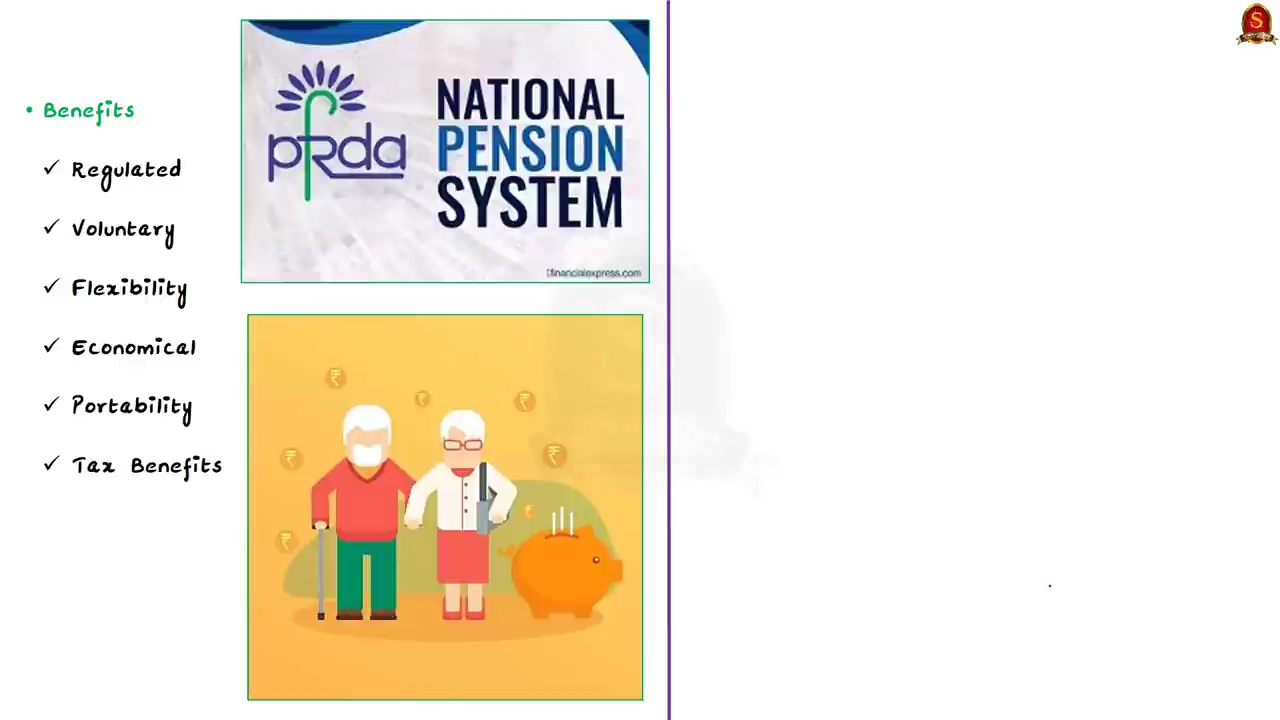 • Benefits
✓ Regulated
✓ Voluntary
✓ Flexibility
✓ Economical
✓ Portability
✓ Tax Benefits
pfrda
NATIONAL
PENSION
SYSTEM
financialexpress.com
₹
₹
₹
₹
₹
₹
₹
S